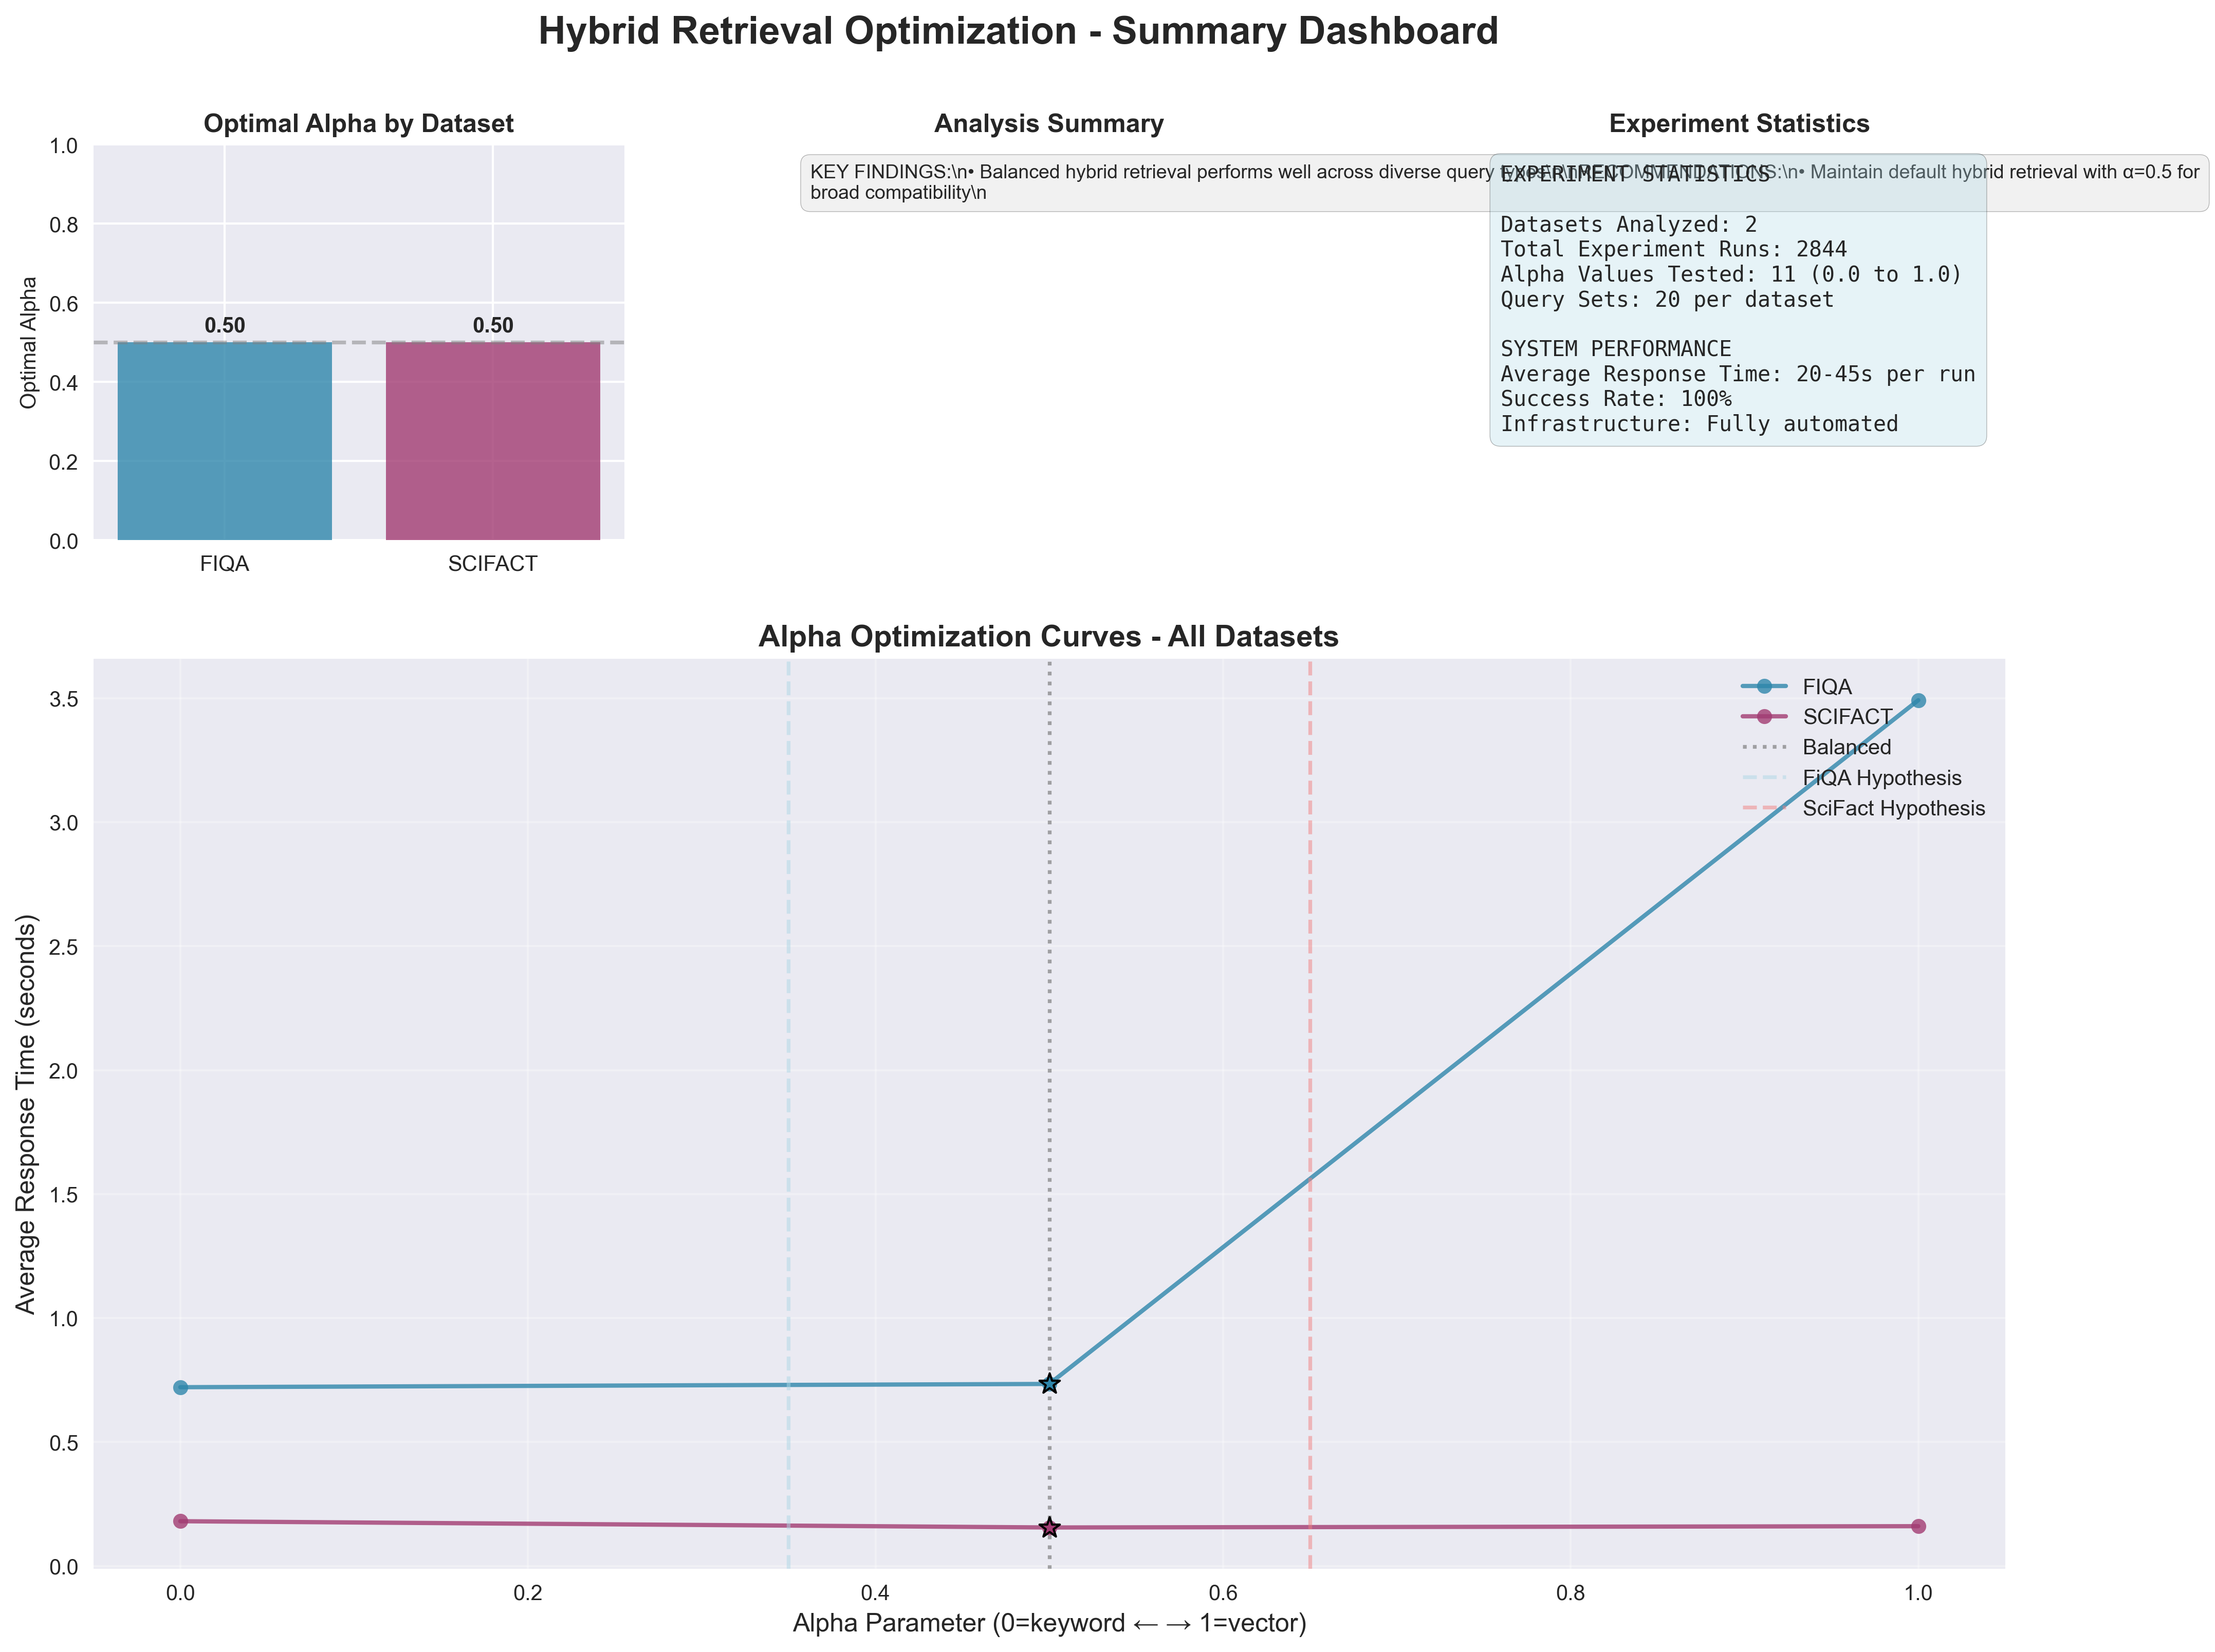 Hybrid Retrieval Optimization - Summary Dashboard
Optimal Alpha by Dataset
1.0
0.8
0.6
0.4
0.2
0.0
Optimal Alpha
0.50
0.50
FIQA
SCIFACT
Analysis Summary
KEY FINDINGS:\n• Balanced hybrid retrieval performs well across diverse query types\n\nRECOMMENDATIONS:\n• Maintain default hybrid retrieval with α=0.5 for
broad compatibility\n
Experiment Statistics
EXPERIMENT STATISTICS
Datasets Analyzed: 2
Total Experiment Runs: 2844
Alpha Values Tested: 11 (0.0 to 1.0)
Query Sets: 20 per dataset
SYSTEM PERFORMANCE
Average Response Time: 20-45s per run
Success Rate: 100%
Infrastructure: Fully automated
Alpha Optimization Curves - All Datasets
3.5
3.0
2.5
2.0
1.5
1.0
0.5
0.0
Average Response Time (seconds)
FIQA
SCIFACT
Balanced
FiQA Hypothesis
SciFact Hypothesis
0.0
0.2
0.4
0.6
0.8
1.0
Alpha Parameter (0=keyword ←→ 1=vector)